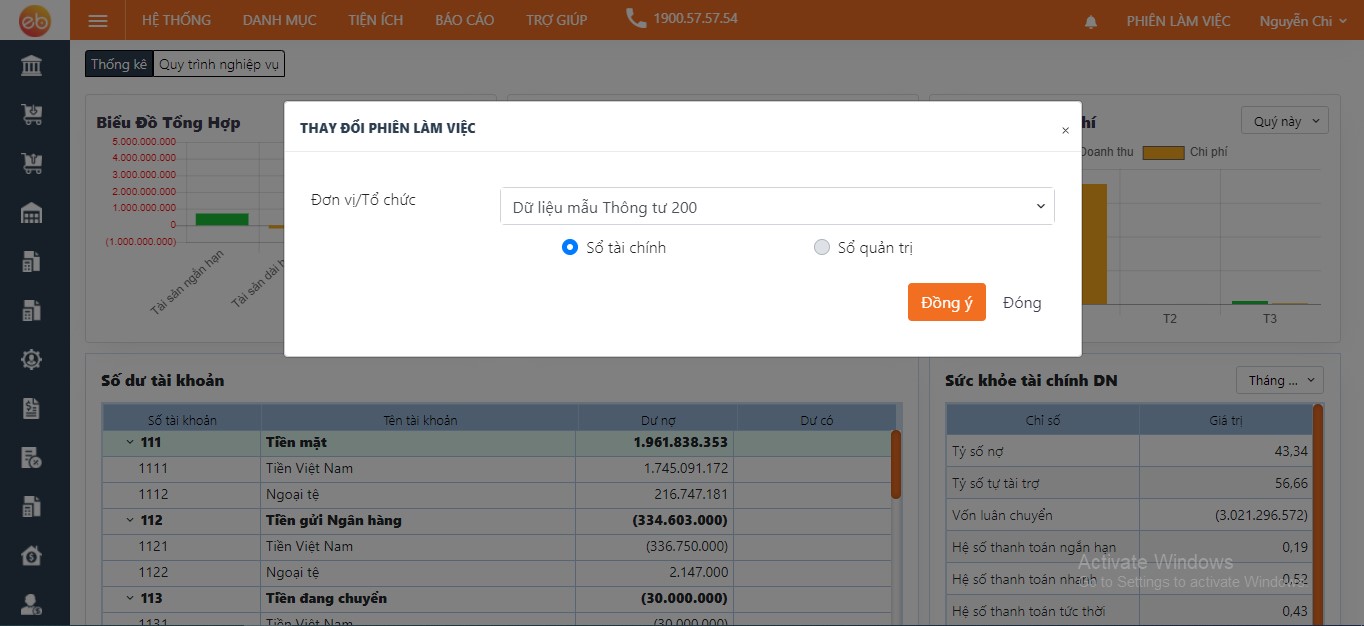 eb
HỆ THỐNG DANH MỤC TIỆN ÍCH BÁO CÁO TRỢ GIÚP 1900.57.57.54 PHIÊN LÀM VIỆC Nguyễn Chi
Thống kê Quy trình nghiệp vụ
Biểu Đồ Tổng Hợp
5.000.000.000
4.000.000.000
3.000.000.000
2.000.000.000
1.000.000.000
0
(1.000.000.000)
Tài sản ngắn hạn
Tài sản dài h
THAY ĐỔI PHIÊN LÀM VIỆC ×
Đơn vị/Tổ chức Dữ liệu mẫu Thông tư 200
Sổ tài chính Sổ quản trị
Đồng ý Đóng
hí Quý này
Doanh thu Chi phí
T2 T3
Số dư tài khoản
Số tài khoản Tên tài khoản Dư nợ Dư có
111 Tiền mặt 1.961.838.353
1111 Tiền Việt Nam 1.745.091.172
1112 Ngoại tệ 216.747.181
112 Tiền gửi Ngân hàng (334.603.000)
1121 Tiền Việt Nam (336.750.000)
1122 Ngoại tệ 2.147.000
113 Tiền đang chuyển (30.000.000)
1131 Tiền Việt Nam (30.000.000)
Sức khỏe tài chính DN Tháng ...
Chỉ số Giá trị
Tỷ số nợ 43,34
Tỷ số tự tài trợ 56,66
Vốn luân chuyển (3.021.296.572)
Hệ số thanh toán ngắn hạn 0,19
Hệ số thanh toán nhanh 0,52
Hệ số thanh toán tức thời 0,43
Activate Windows
Go to Settings to activate Windows.